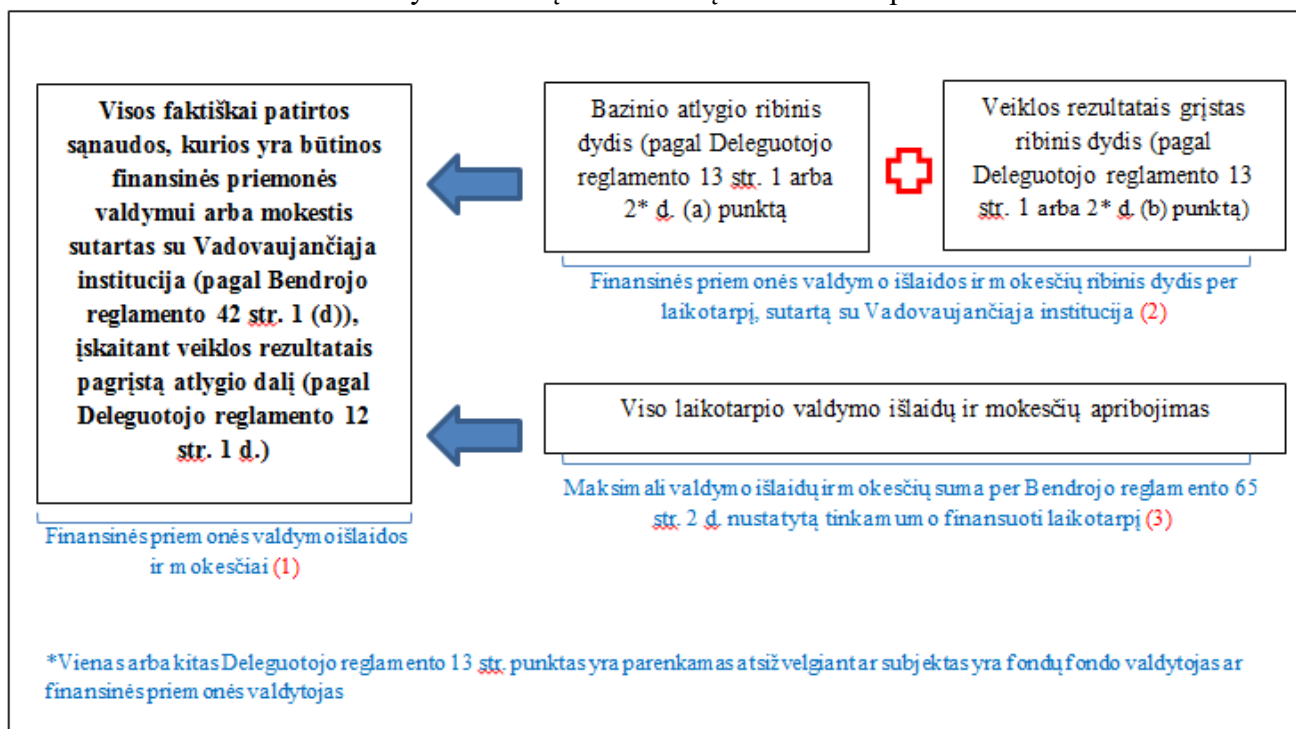 Visos faktiškai patirtos
sąnaudos, kurios yra būtinos
finansinės priemonės
valdymui arba mokestis
sutartas su Vadovaujančiąja
institucija (pagal Bendrojo
reglamento 42 str. 1 (d)),
įskaitant veiklos rezultatais
pagrįstą atlygio dalį (pagal
Deleguotojo reglamento 12
str. 1 d.)
Finansinės priemonės valdymo išlaidos
ir mokesčiai (1)
Bazinio atlygio ribinis
dydis (pagal Deleguotojo
reglamento 13 str. 1 arba
2* d. (a) punktą
Veiklos rezultatais grįstas
ribinis dydis (pagal
Deleguotojo reglamento 13
str. 1 arba 2* d. (b) punktą)
Finansinės priemonės valdymo išlaidos ir mokesčių ribinis dydis per
laikotarpį, sutartą su Vadovaujančiąja institucija (2)
Viso laikotarpio valdymo išlaidų ir mokesčių apribojimas
Maksimali valdymo išlaidų ir mokesčių suma per Bendrojo reglamento 65
str. 2 d. nustatytą tinkamumo finansuoti laikotarpį (3)
*Vienas arba kitas Deleguotojo reglamento 13 str. punktas yra parenkamas atsižvelgiant ar subjektas yra fondų fondo valdytojas ar
finansinės priemonės valdytojas